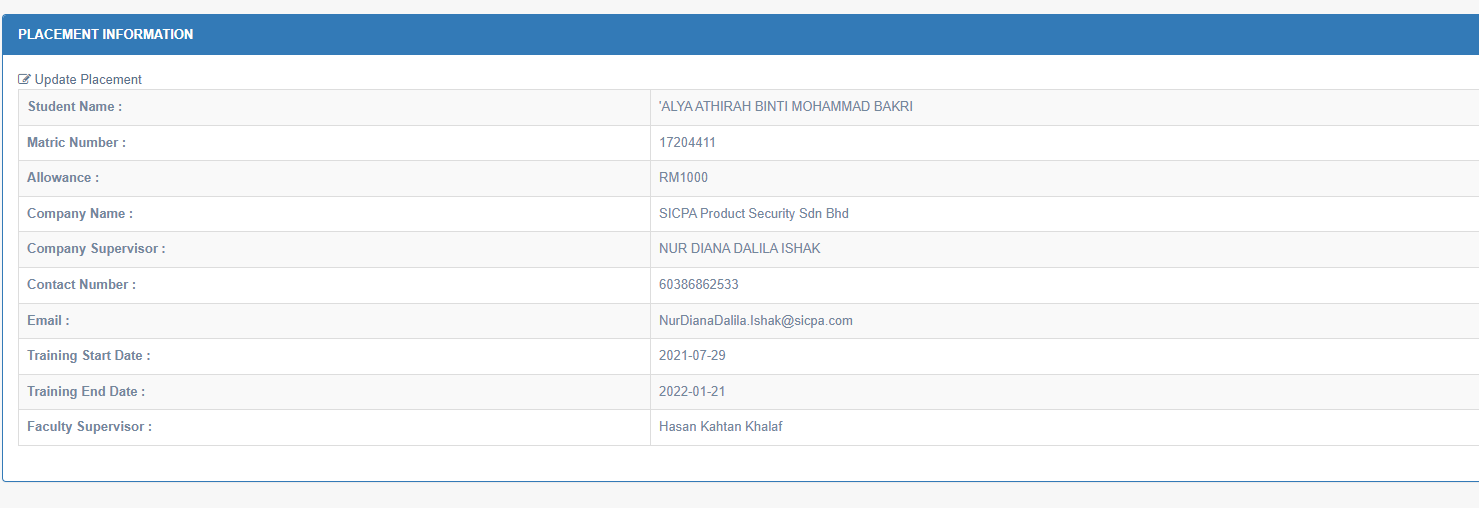 PLACEMENT INFORMATION
Update Placement
Student Name : 'ALYA ATHIRAH BINTI MOHAMMAD BAKRI
Matric Number : 17204411
Allowance : RM1000
Company Name : SICPA Product Security Sdn Bhd
Company Supervisor : NUR DIANA DALILA ISHAK
Contact Number : 60386862533
Email : NurDianaDalila.Ishak@sicpa.com
Training Start Date : 2021-07-29
Training End Date : 2022-01-21
Faculty Supervisor : Hasan Kahtan Khalaf